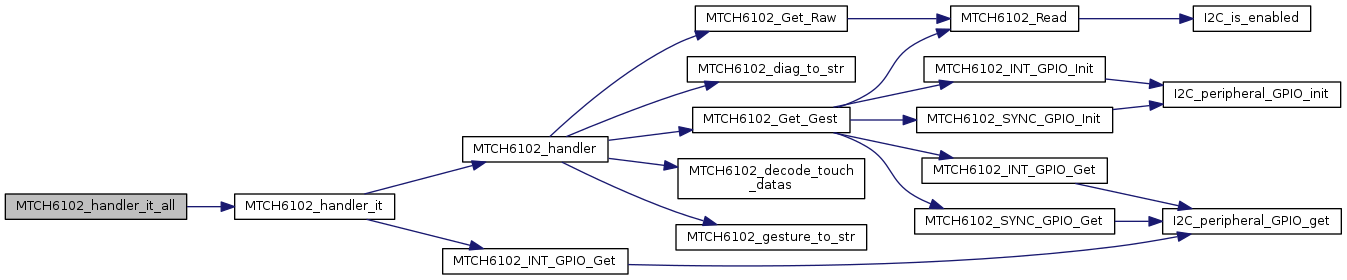 MTCH6102_handler_it_all
MTCH6102_handler_it
MTCH6102_handler
MTCH6102_INT_GPIO_Get
MTCH6102_Get_Raw
MTCH6102_diag_to_str
MTCH6102_Get_Gest
MTCH6102_decode_touch
_datas
MTCH6102_gesture_to_str
MTCH6102_Read
MTCH6102_INT_GPIO_Init
MTCH6102_SYNC_GPIO_Init
MTCH6102_INT_GPIO_Get
MTCH6102_SYNC_GPIO_Get
I2C_is_enabled
I2C_peripheral_GPIO_init
I2C_peripheral_GPIO_get